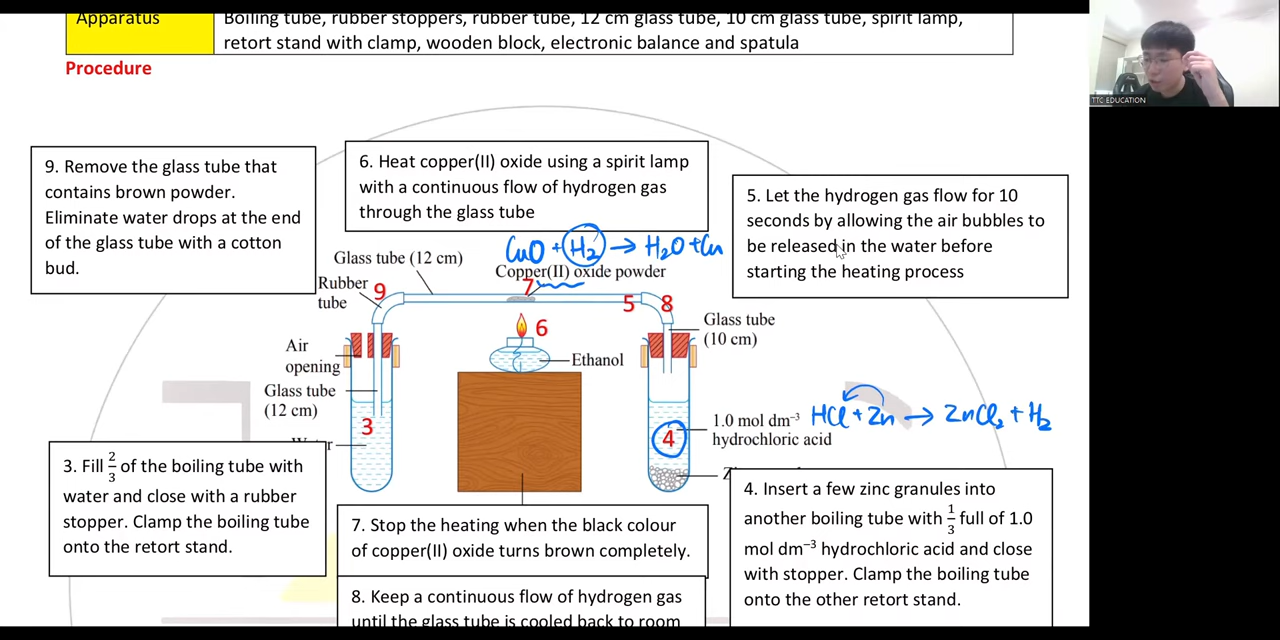 Apparatus
Boiling tube, rubber stoppers, rubber tube, 12 cm glass tube, 10 cm glass tube, spirit lamp,
retort stand with clamp, wooden block, electronic balance and spatula
Procedure
TTC EDUCATION
9. Remove the glass tube that
contains brown powder.
Eliminate water drops at the end
of the glass tube with a cotton
bud.
6. Heat copper(II) oxide using a spirit lamp
with a continuous flow of hydrogen gas
through the glass tube
5. Let the hydrogen gas flow for 10
seconds by allowing the air bubbles to
be released in the water before
starting the heating process
CuO + H₂ → H₂O + Cu
Glass tube (12 cm)
Copper(II) oxide powder
Rubber
tube
9
7
5
8
6
Glass tube
(10 cm)
Air
opening
Ethanol
Glass tube
(12 cm)
3
4
1.0 mol dm⁻³
hydrochloric acid
HCl + Zn → ZnCl₂ + H₂
3. Fill 2/3 of the boiling tube with
water and close with a rubber
stopper. Clamp the boiling tube
onto the retort stand.
7. Stop the heating when the black colour
of copper(II) oxide turns brown completely.
8. Keep a continuous flow of hydrogen gas
until the glass tube is cooled back to room
4. Insert a few zinc granules into
another boiling tube with 1/3 full of 1.0
mol dm⁻³ hydrochloric acid and close
with stopper. Clamp the boiling tube
onto the other retort stand.